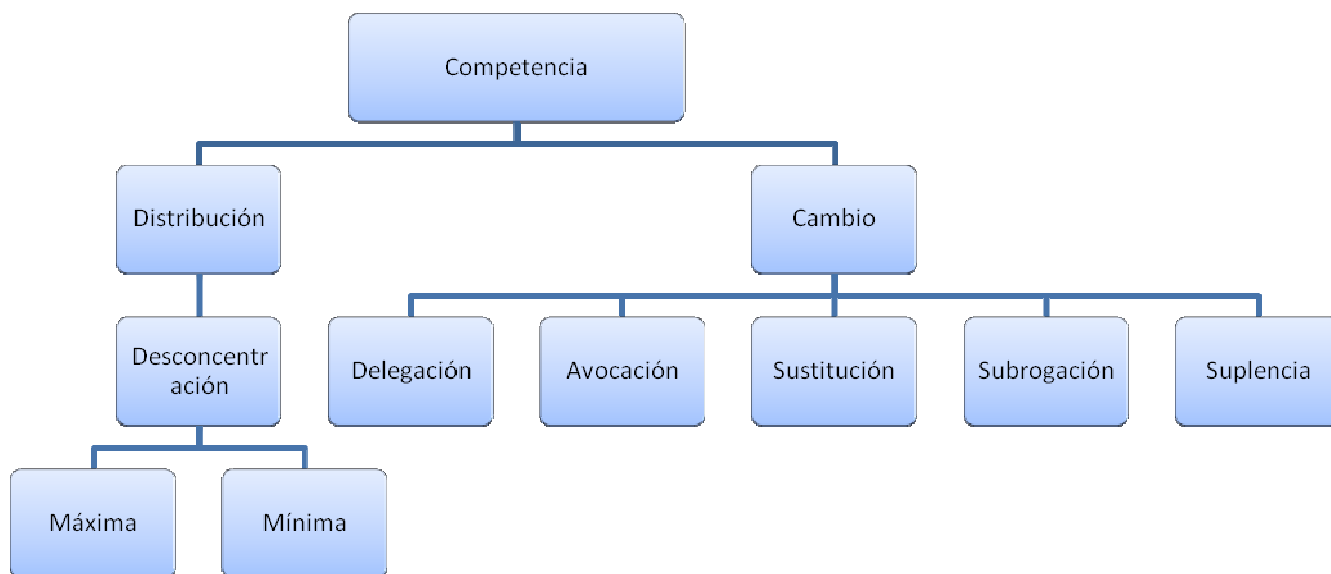 Competencia
Distribución
Cambio
Desconcentr
ación
Delegación
Avocación
Sustitución
Subrogación
Suplencia
Máxima
Mínima